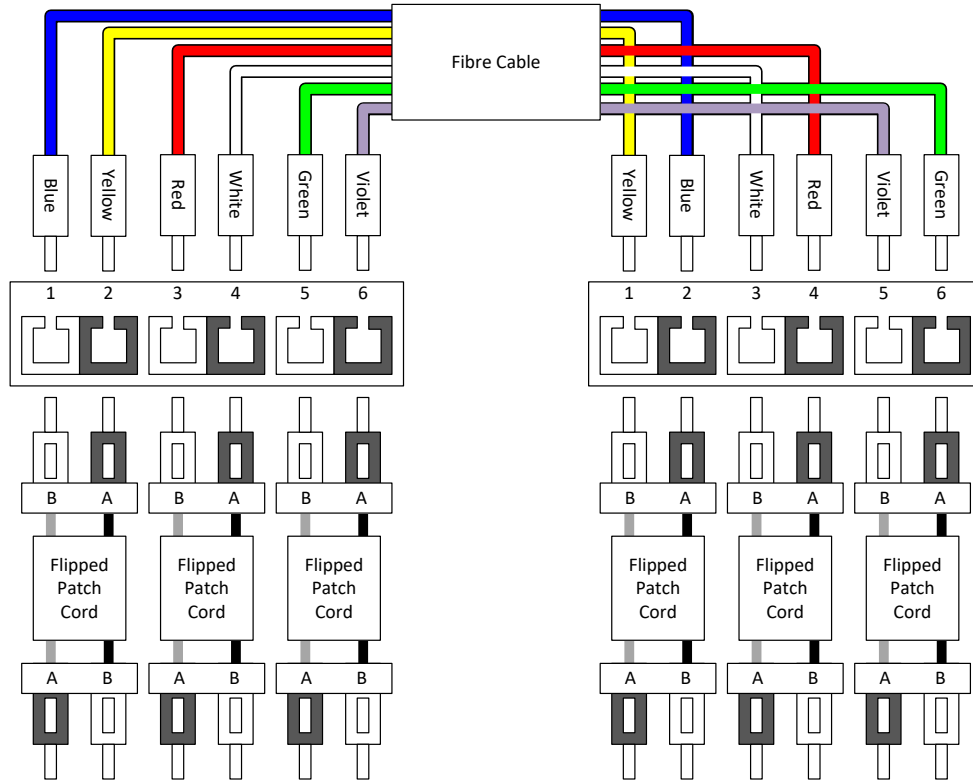 Fibre Cable
Blue
Yellow
Red
White
Green
Violet
Yellow
Blue
White
Red
Violet
Green
1 2 3 4 5 6
1 2 3 4 5 6
B A B A B A
B A B A B A
Flipped
Patch
Cord
Flipped
Patch
Cord
Flipped
Patch
Cord
Flipped
Patch
Cord
Flipped
Patch
Cord
Flipped
Patch
Cord
A B A B A B
A B A B A B